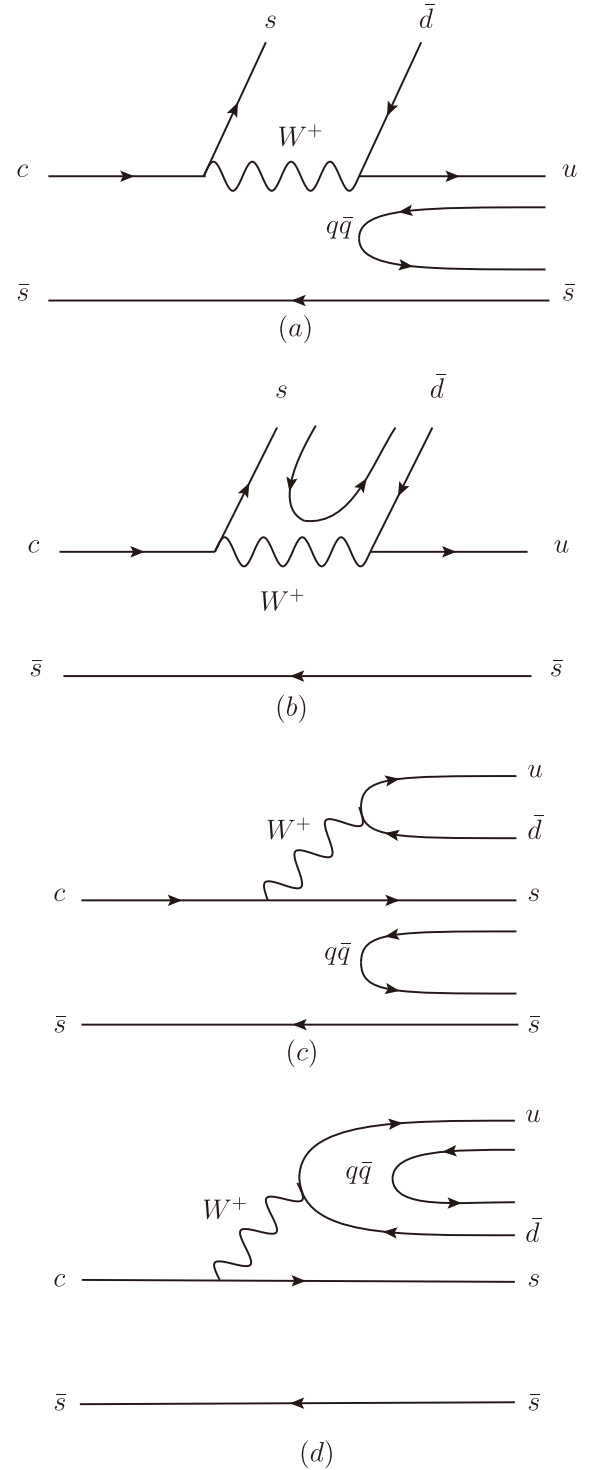 s d̄
W⁺
c u
qq̄
s̄ s̄
(a)
s d̄
c u
W⁺
s̄ s̄
(b)
u
W⁺ d̄
c s
qq̄
s̄ s̄
(c)
u
qq̄
W⁺ d̄
c s
s̄ s̄
(d)